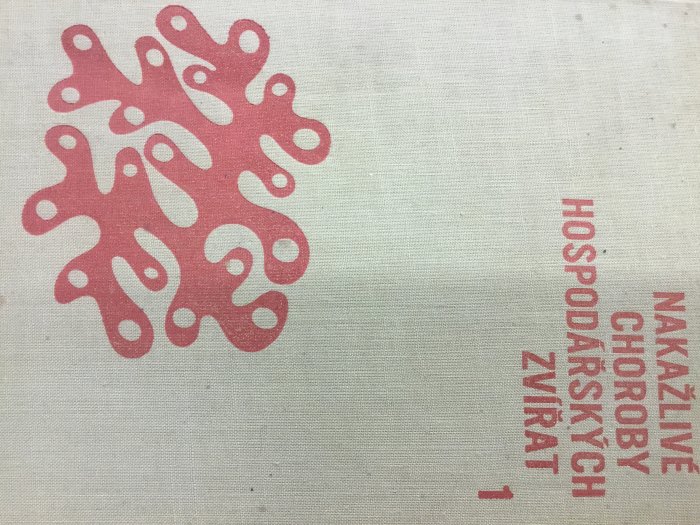 NAKAŽLIVÉ
CHOROBY
HOSPODÁŘSKÝCH
ZVÍŘAT
1